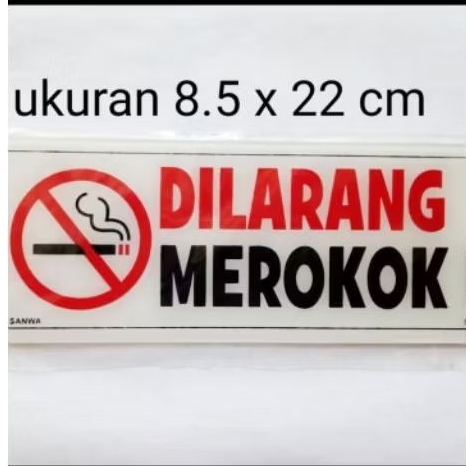 ukuran 8.5 x 22 cm
DILARANG
MEROKOK
SANWA